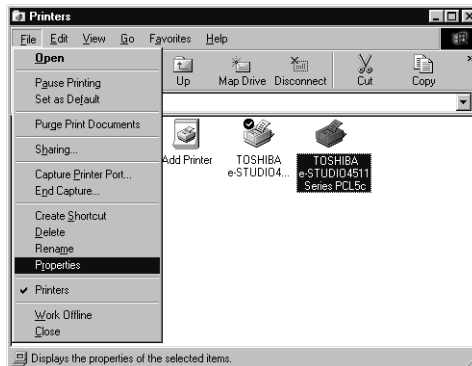 Printers
File Edit View Go Favorites Help
Open
Pause Printing
Set as Default
Purge Print Documents
Sharing...
Capture Printer Port...
End Capture...
Create Shortcut
Delete
Rename
Properties
Printers
Work Offline
Close
Up Map Drive Disconnect Cut Copy
Add Printer
TOSHIBA
e-STUDIO4...
TOSHIBA
e-STUDIO4511
Series PCL5c
Displays the properties of the selected items.